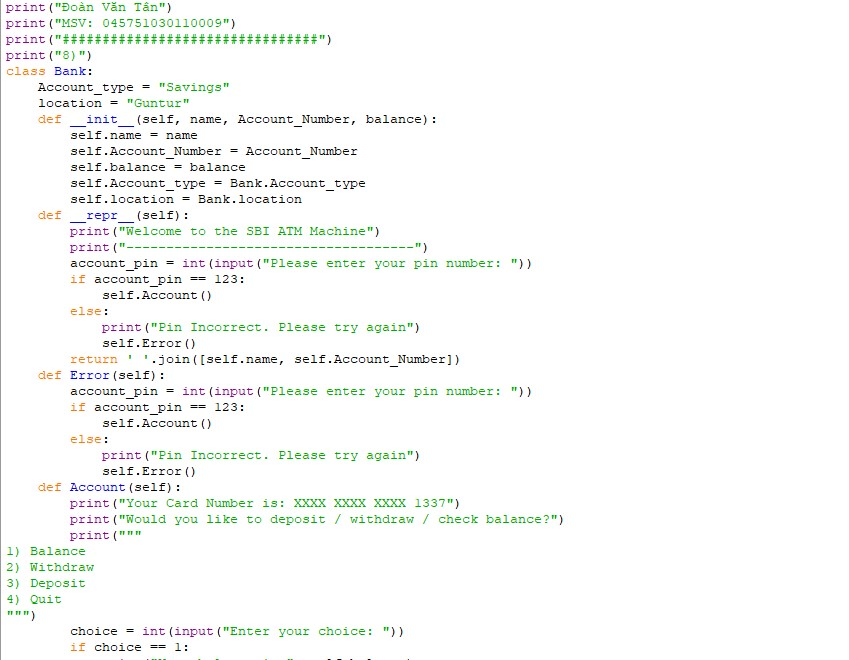 print("Đoàn Văn Tân")
print("MSV: 045751030110009")
print("################################")
print("8)")
class Bank:
    Account_type = "Savings"
    location = "Guntur"
    def __init__(self, name, Account_Number, balance):
        self.name = name
        self.Account_Number = Account_Number
        self.balance = balance
        self.Account_type = Bank.Account_type
        self.location = Bank.location
    def __repr__(self):
        print("Welcome to the SBI ATM Machine")
        print("------------------------------------")
        account_pin = int(input("Please enter your pin number: "))
        if account_pin == 123:
            self.Account()
        else:
            print("Pin Incorrect. Please try again")
            self.Error()
        return ' '.join([self.name, self.Account_Number])
    def Error(self):
        account_pin = int(input("Please enter your pin number: "))
        if account_pin == 123:
            self.Account()
        else:
            print("Pin Incorrect. Please try again")
            self.Error()
    def Account(self):
        print("Your Card Number is: XXXX XXXX XXXX 1337")
        print("Would you like to deposit / withdraw / check balance?")
        print("""
1) Balance
2) Withdraw
3) Deposit
4) Quit
""")
        choice = int(input("Enter your choice: "))
        if choice == 1: